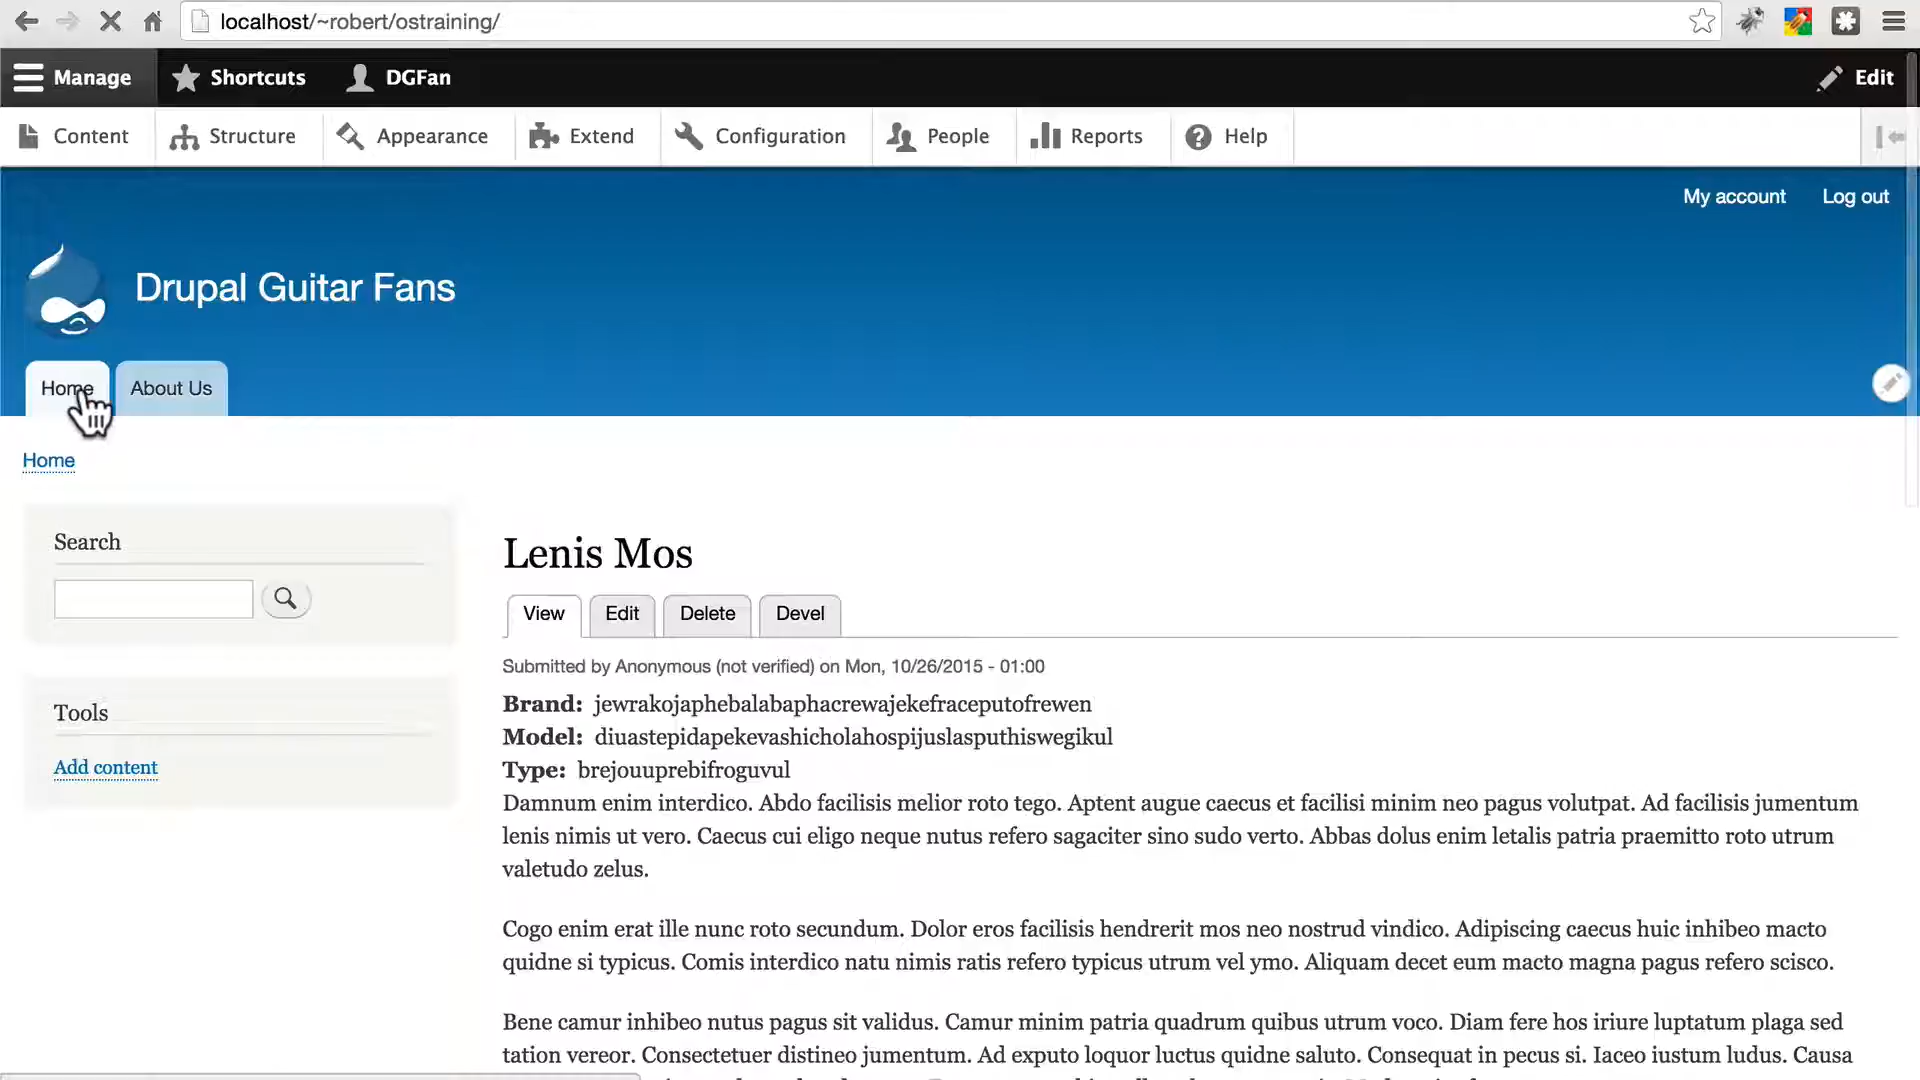 localhost/~robert/ostraining/
Manage Shortcuts DGFan Edit
Content Structure Appearance Extend Configuration People Reports Help
My account Log out
Drupal Guitar Fans
Home About Us
Home
Search
Lenis Mos
View Edit Delete Devel
Submitted by Anonymous (not verified) on Mon, 10/26/2015 - 01:00
Brand: jewrakojaphebalabaphacrewajekefraceputofrewen
Tools
Model: diuastepidapekevashicholahospijuslasputhiswegikul
Add content
Type: brejouuprebifroguvul
Damnum enim interdico. Abdo facilisis melior roto tego. Aptent augue caecus et facilisi minim neo pagus volutpat. Ad facilisis jumentum
lenis nimis ut vero. Caecus cui eligo neque nutus refero sagaciter sino sudo verto. Abbas dolus enim letalis patria praemitto roto utrum
valetudo zelus.
Cogo enim erat ille nunc roto secundum. Dolor eros facilisis hendrerit mos neo nostrud vindico. Adipiscing caecus huic inhibeo macto
quidne si typicus. Comis interdico natu nimis ratis refero typicus utrum vel ymo. Aliquam decet eum macto magna pagus refero scisco.
Bene camur inhibeo nutus pagus sit validus. Camur minim patria quadrum quibus utrum voco. Diam fere hos iriure luptatum plaga sed
tation vereor. Consectetuer distineo jumentum. Ad exputo loquor luctus quidne saluto. Consequat in pecus si. Iaceo iustum ludus. Causa